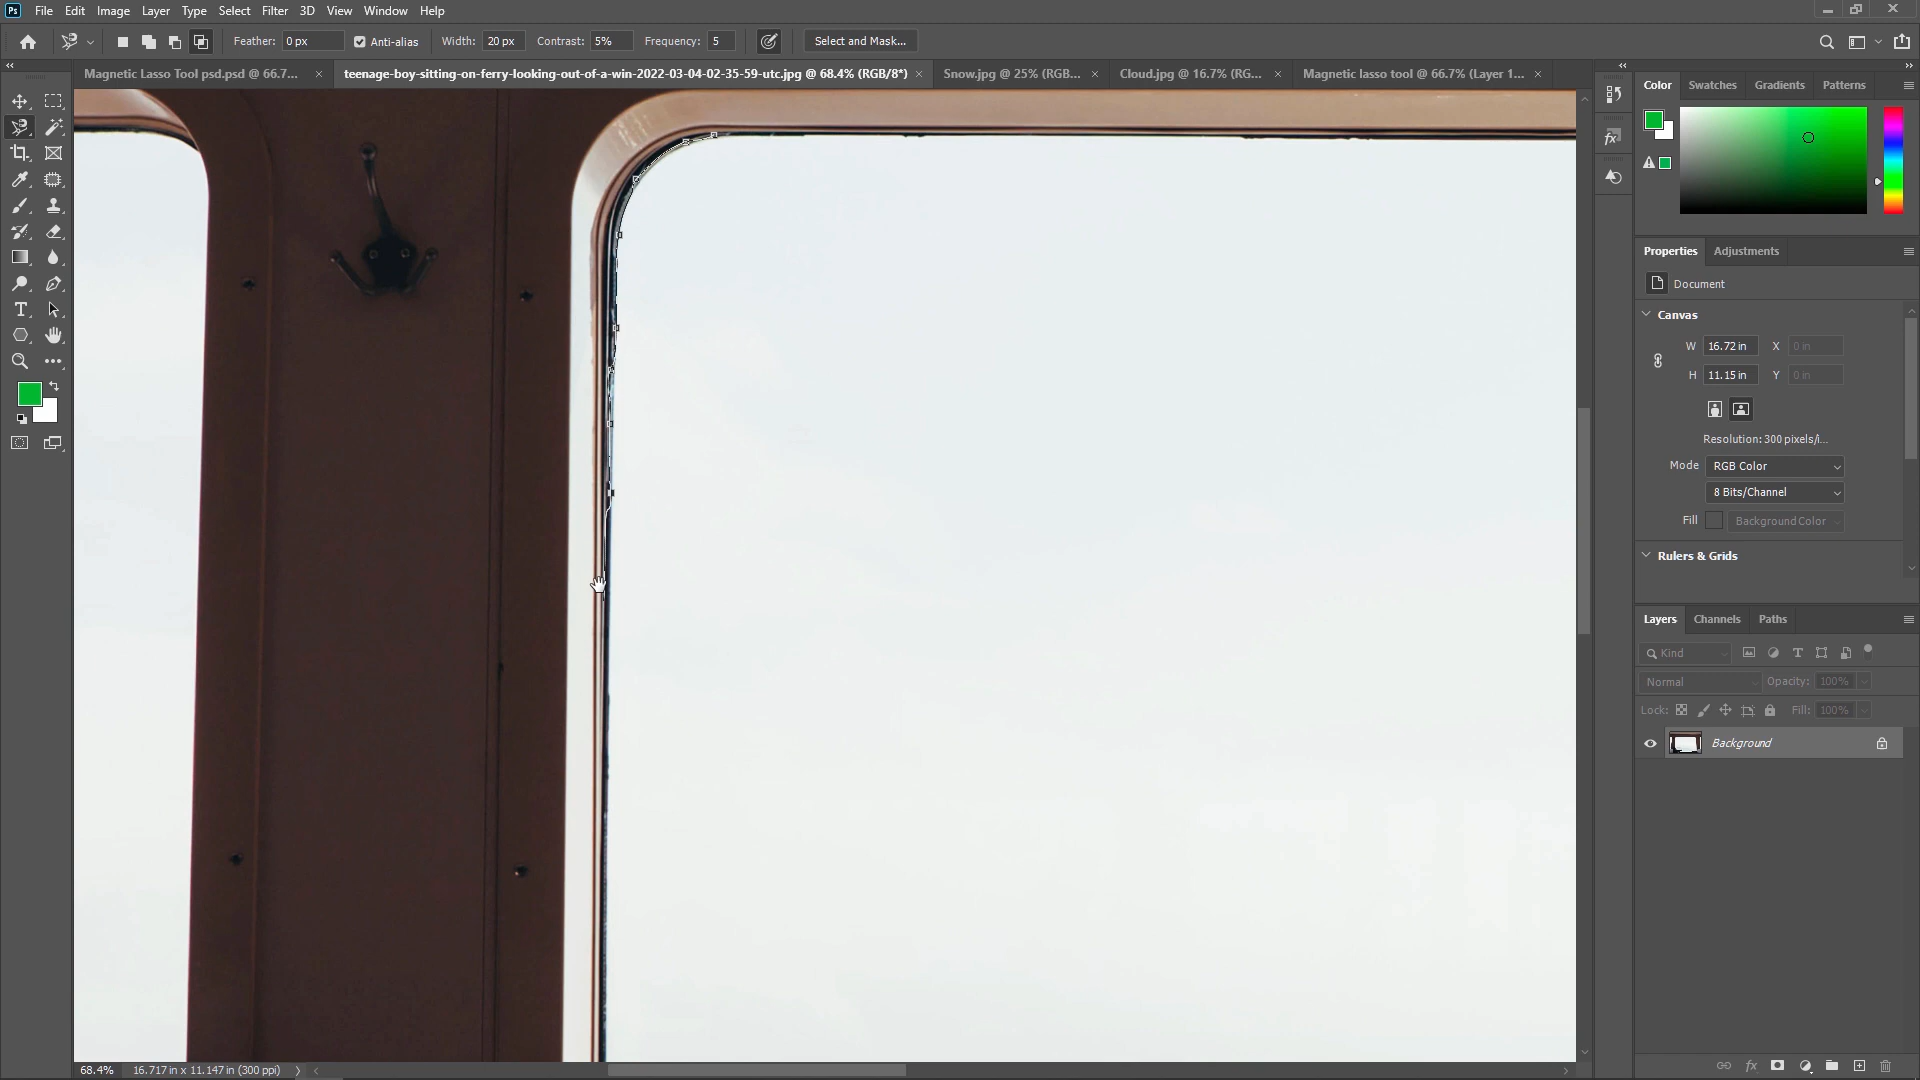 Ps File Edit Image Layer Type Select Filter 3D View Window Help
Feather: 0 px Anti-alias Width: 20 px Contrast: 5% Frequency: 5 Select and Mask...
Magnetic Lasso Tool psd.psd @ 66.7... × teenage-boy-sitting-on-ferry-looking-out-of-a-win-2022-03-04-02-35-59-utc.jpg @ 68.4% (RGB/8*) × Snow.jpg @ 25% (RGB... × Cloud.jpg @ 16.7% (RG... × Magnetic lasso tool @ 66.7% (Layer 1... ×
Color Swatches Gradients Patterns
Properties Adjustments
Document
Canvas
W 16.72 in X 0 in
H 11.15 in Y 0 in
Resolution: 300 pixels/i...
Mode RGB Color
8 Bits/Channel
Fill Background Color
Rulers & Grids
Layers Channels Paths
Kind
Normal Opacity: 100%
Lock: Fill: 100%
Background
68.4% 16.717 in x 11.147 in (300 ppi)